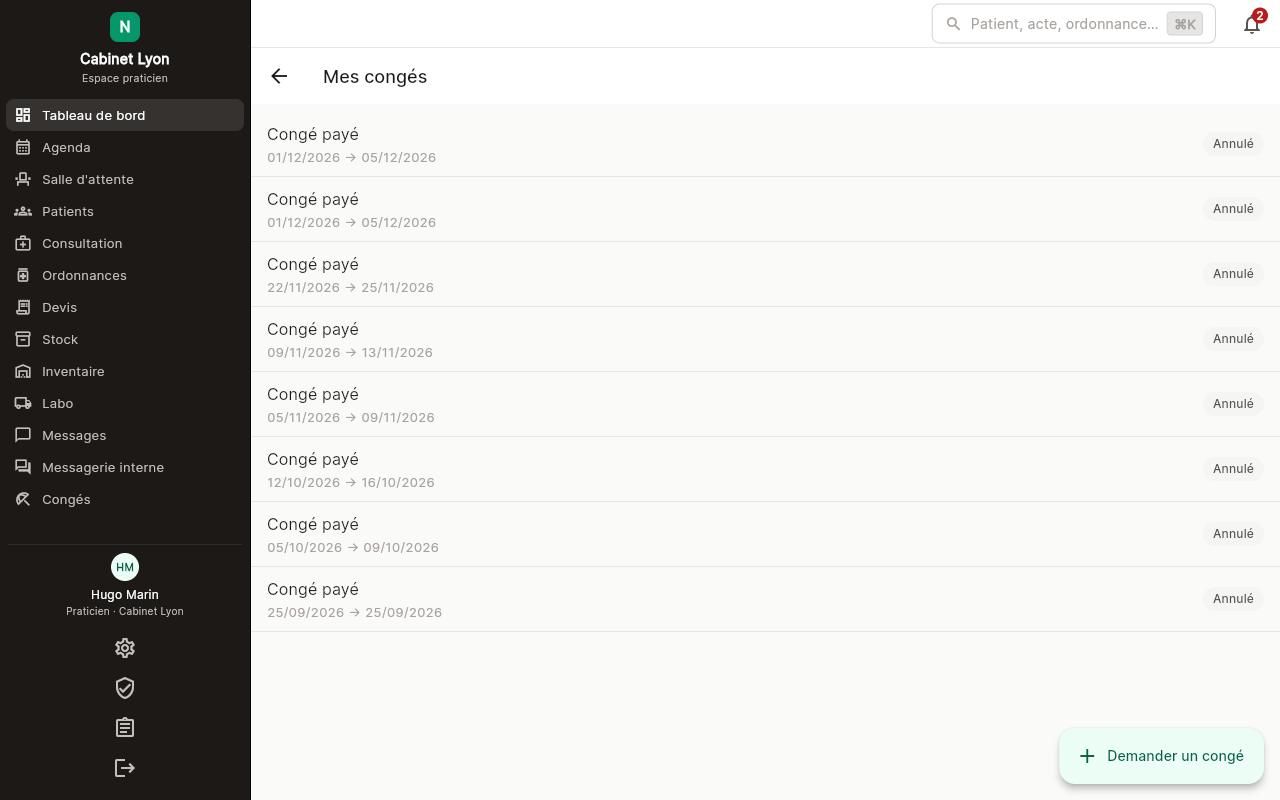 N
Cabinet Lyon
Espace praticien
Tableau de bord
Agenda
Salle d'attente
Patients
Consultation
Ordonnances
Devis
Stock
Inventaire
Labo
Messages
Messagerie interne
Congés
HM
Hugo Marin
Praticien · Cabinet Lyon
Patient, acte, ordonnance... ⌘K
2
Mes congés
Congé payé
01/12/2026 → 05/12/2026
Annulé
Congé payé
01/12/2026 → 05/12/2026
Annulé
Congé payé
22/11/2026 → 25/11/2026
Annulé
Congé payé
09/11/2026 → 13/11/2026
Annulé
Congé payé
05/11/2026 → 09/11/2026
Annulé
Congé payé
12/10/2026 → 16/10/2026
Annulé
Congé payé
05/10/2026 → 09/10/2026
Annulé
Congé payé
25/09/2026 → 25/09/2026
Annulé
Demander un congé